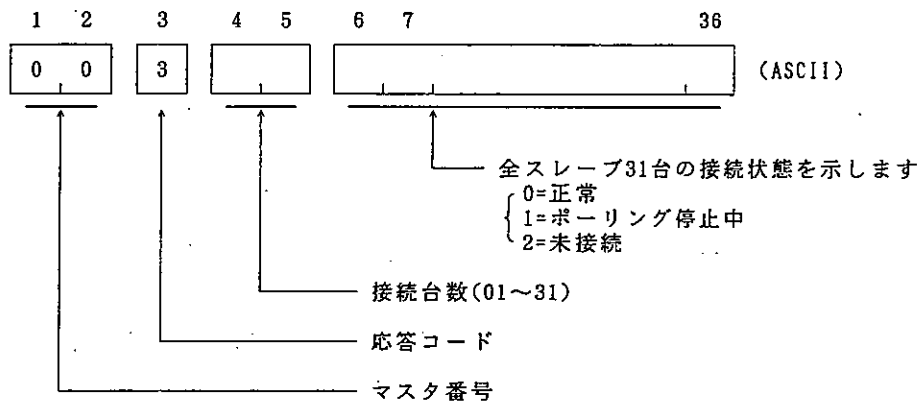 1 2 3 4 5 6 7 36
0 0 3 (ASCII)
全スレーブ31台の接続状態を示します
0=正常
1=ポーリング停止中
2=未接続
接続台数(01～31)
応答コード
マスタ番号